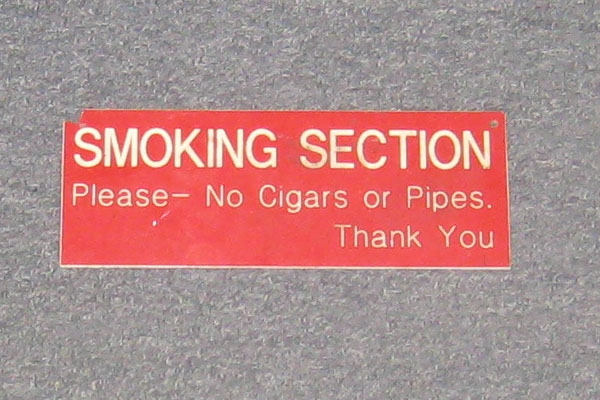 SMOKING SECTION
Please– No Cigars or Pipes.
Thank You